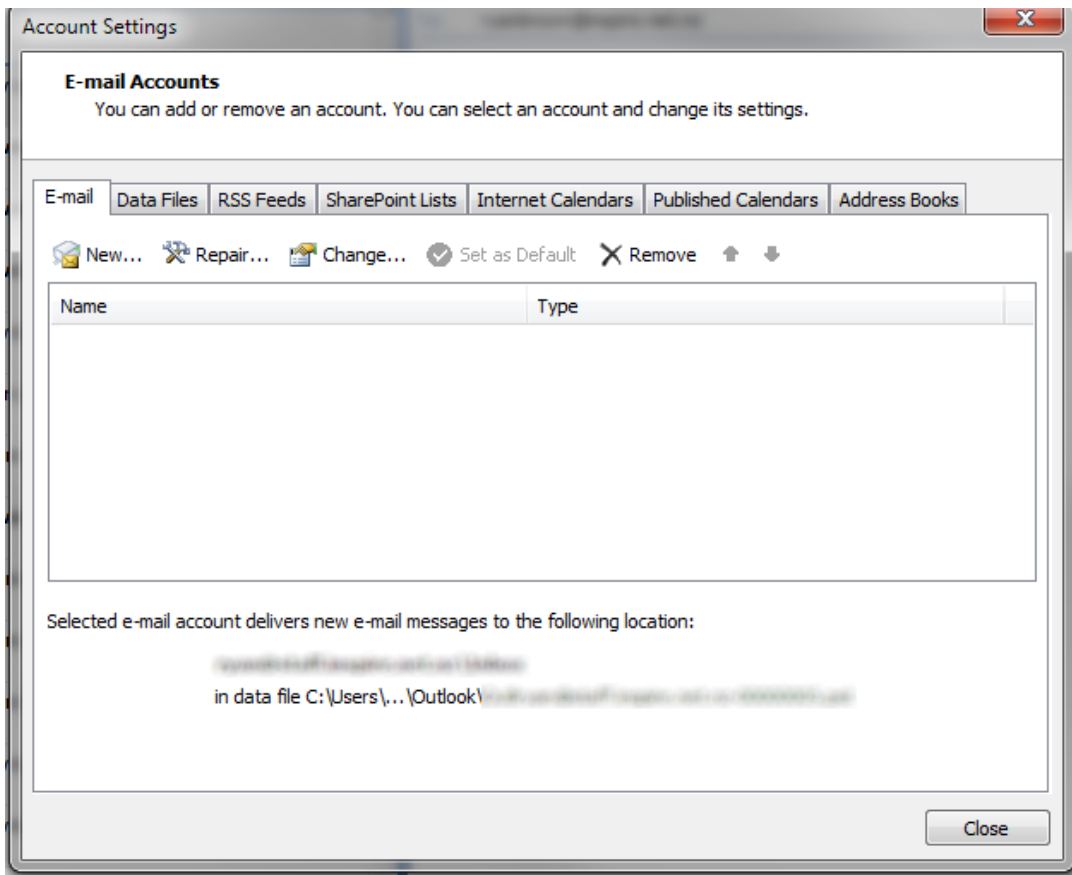 Account Settings
E-mail Accounts
You can add or remove an account. You can select an account and change its settings.
E-mail Data Files RSS Feeds SharePoint Lists Internet Calendars Published Calendars Address Books
New... Repair... Change... Set as Default Remove
Name Type
Selected e-mail account delivers new e-mail messages to the following location:
in data file C:\Users\...\Outlook\
Close